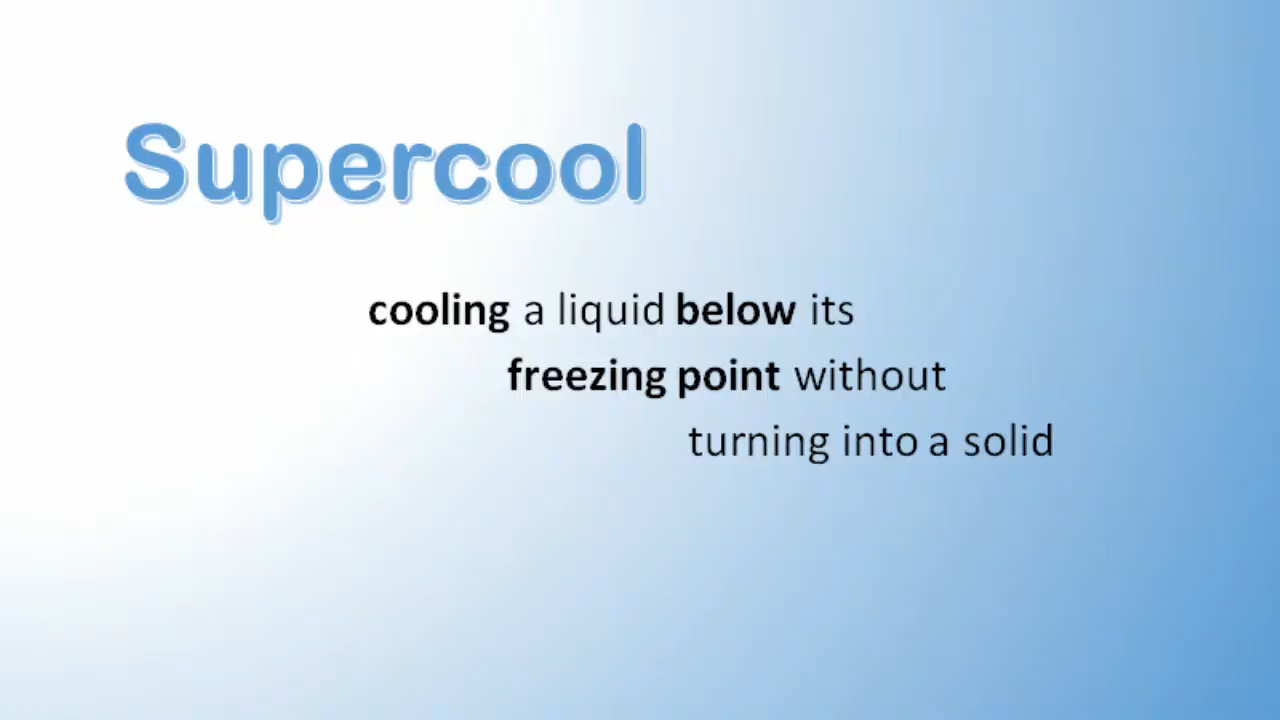 Supercool
cooling a liquid below its
freezing point without
turning into a solid